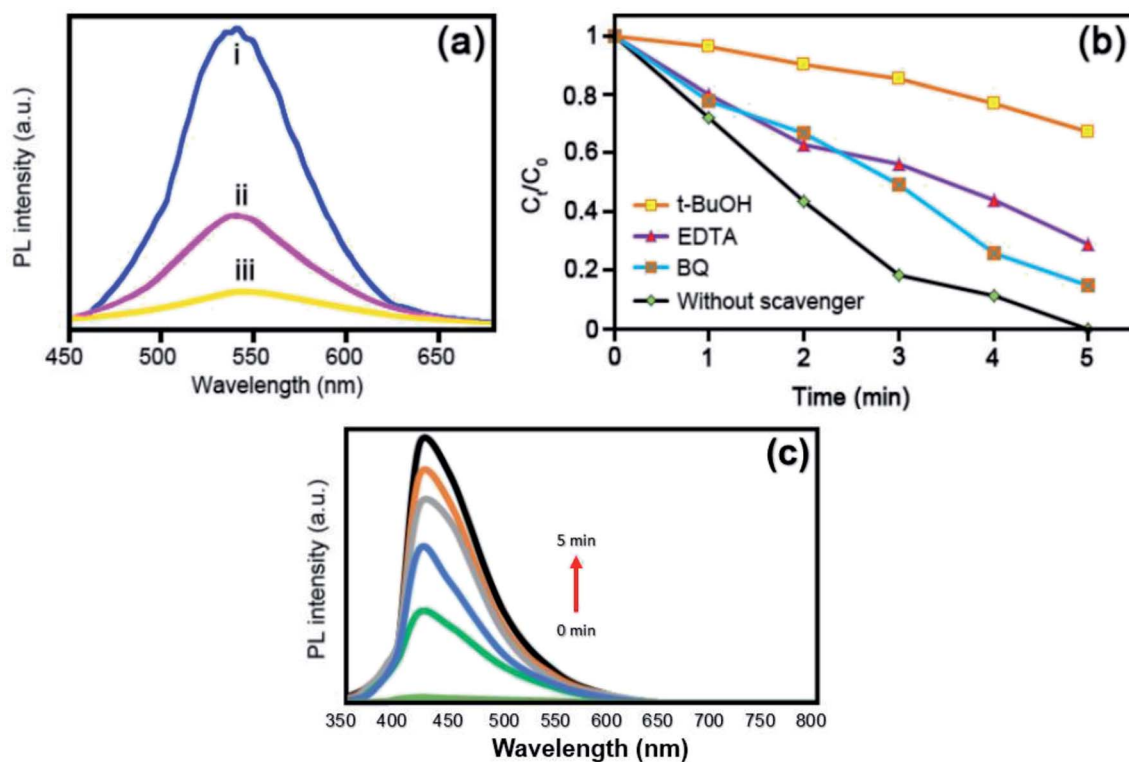 (a)
i
ii
iii
PL intensity (a.u.)
450 500 550 600 650
Wavelength (nm)
(b)
1
0.8
0.6
0.4
0.2
0
Cₜ/C₀
t-BuOH
EDTA
BQ
Without scavenger
0 1 2 3 4 5
Time (min)
(c)
PL intensity (a.u.)
5 min
0 min
350 400 450 500 550 600 650 700 750 800
Wavelength (nm)